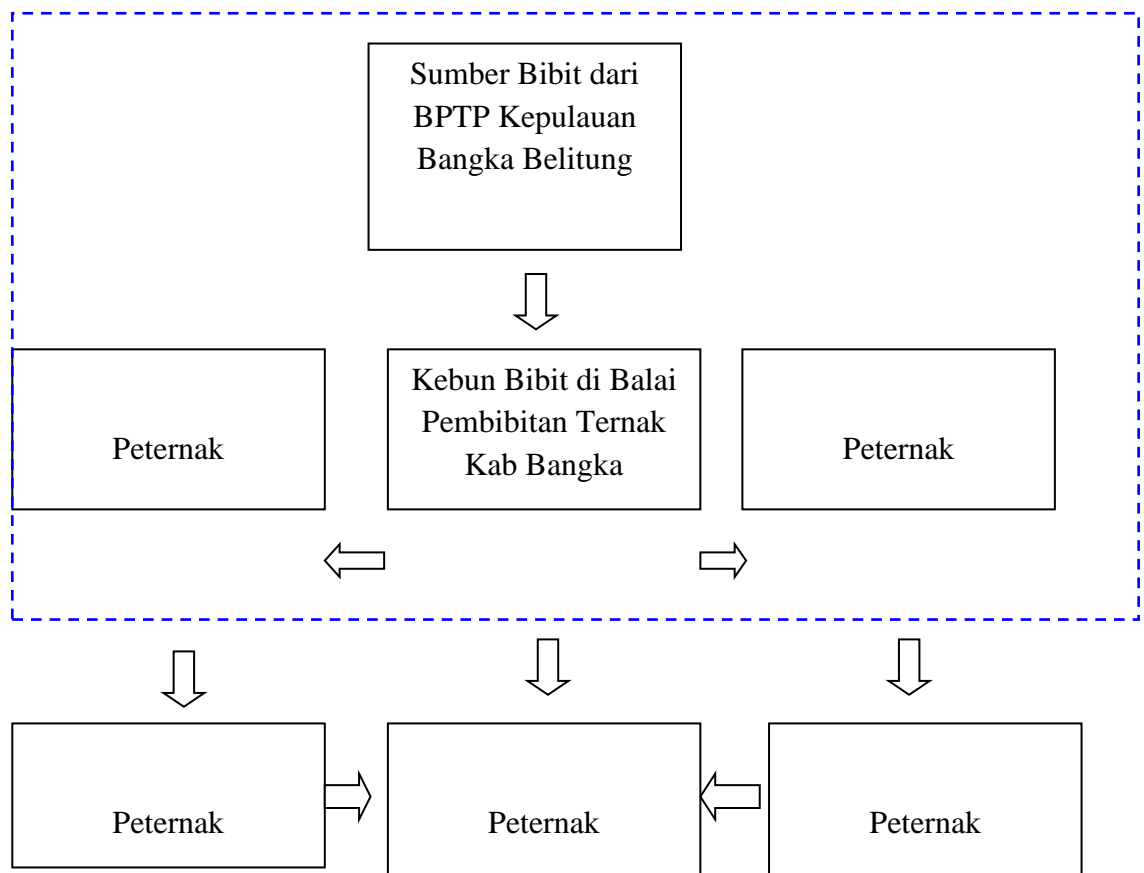 Sumber Bibit dari
BPTP Kepulauan
Bangka Belitung
Peternak
Kebun Bibit di Balai
Pembibitan Ternak
Kab Bangka
Peternak
Peternak
Peternak
Peternak